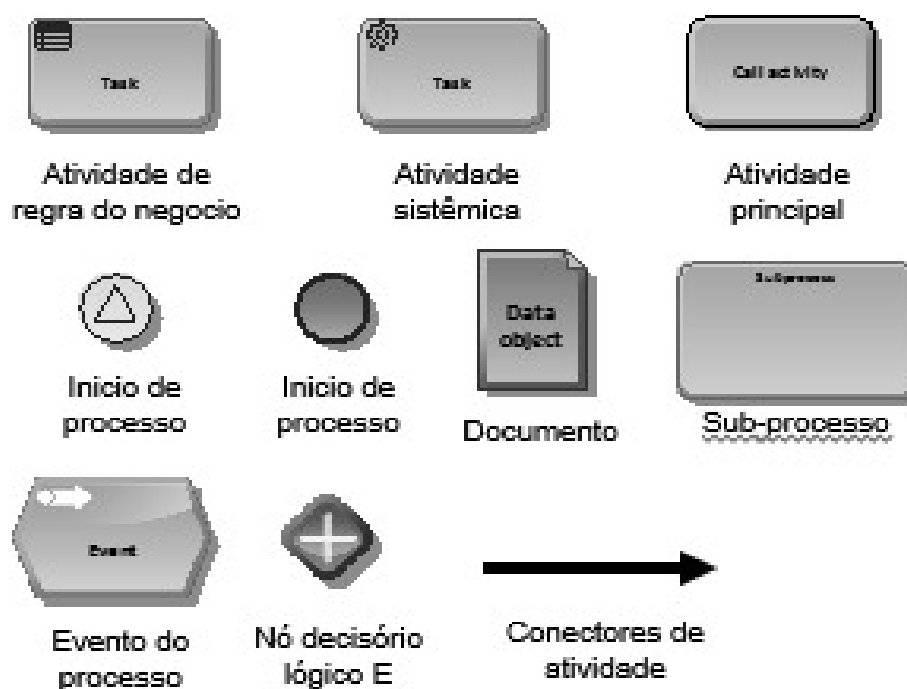 Task
Task
Call activity
Atividade de
regra do negocio
Atividade
sistêmica
Atividade
principal
Data
object
Subprocess
Inicio de
processo
Inicio de
processo
Documento
Sub-processo
Event
Evento do
processo
Nó decisório
lógico E
Conectores de
atividade